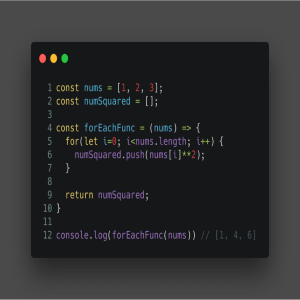 1 const nums = [1, 2, 3];
2 const numSquared = [];
3
4 const forEachFunc = (nums) => {
5   for(let i=0; i<nums.length; i++) {
6     numSquared.push(nums[i]**2);
7   }
8
9   return numSquared;
10 }
11
12 console.log(forEachFunc(nums)) // [1, 4, 6]